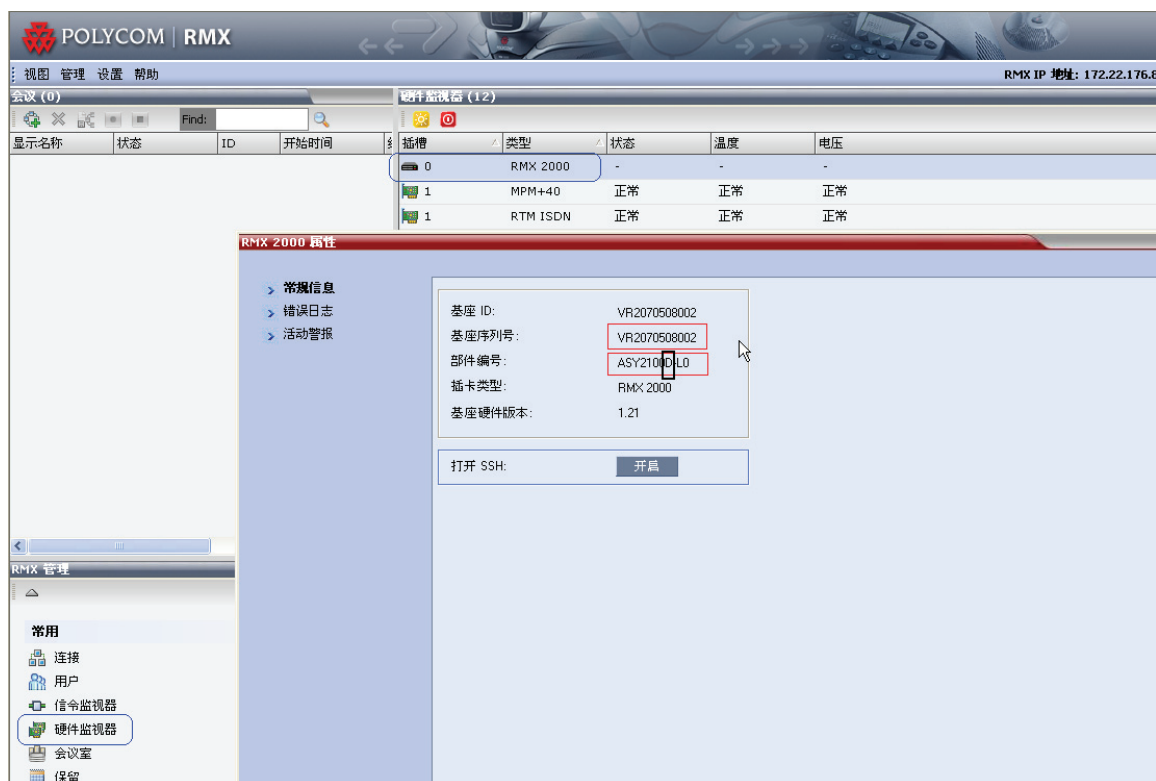 POLYCOM | RMX
视图 管理 设置 帮助
RMX IP 地址: 172.22.176.8
会议 (0)
Find:
显示名称 状态 ID 开始时间
硬件监视器 (12)
插槽 类型 状态 温度 电压
0 RMX 2000 - - -
1 MPM+40 正常 正常 正常
1 RTM ISDN 正常 正常 正常
RMX 2000 属性
常规信息
错误日志
活动警报
基座 ID: VR2070508002
基座序列号: VR2070508002
部件编号: ASY2100D-L0
插卡类型: RMX 2000
基座硬件版本: 1.21
打开 SSH: 开启
RMX 管理
常用
连接
用户
信令监视器
硬件监视器
会议室
保留